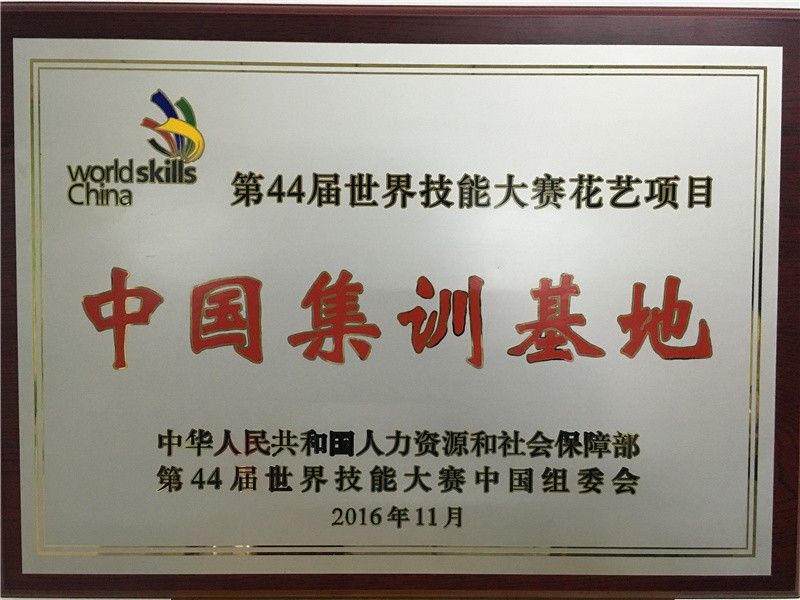 worldskills
China
第44届世界技能大赛花艺项目
中国集训基地
中华人民共和国人力资源和社会保障部
第44届世界技能大赛中国组委会
2016年11月